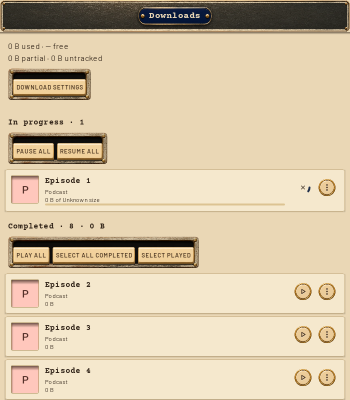 Downloads
0 B used · — free
0 B partial · 0 B untracked
DOWNLOAD SETTINGS
In progress · 1
PAUSE ALL RESUME ALL
P
Episode 1
Podcast
0 B of Unknown size
Completed · 8 · 0 B
PLAY ALL SELECT ALL COMPLETED SELECT PLAYED
P
Episode 2
Podcast
0 B
P
Episode 3
Podcast
0 B
P
Episode 4
Podcast
0 B